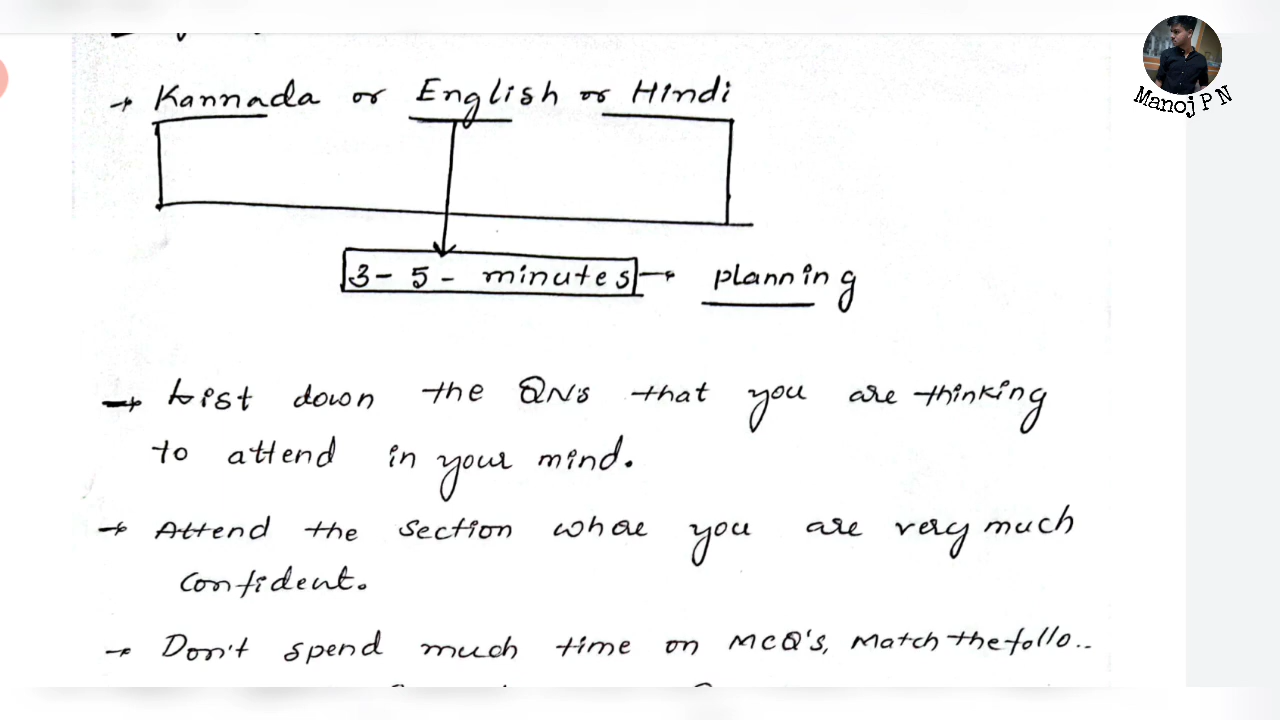 → Kannada or English or Hindi
3-5- minutes → planning
→ List down the QN's that you are thinking
to attend in your mind.
→ Attend the section whare you are very much
confident.
→ Don't spend much time on MCQ's, Match the follo..
Manoj P N